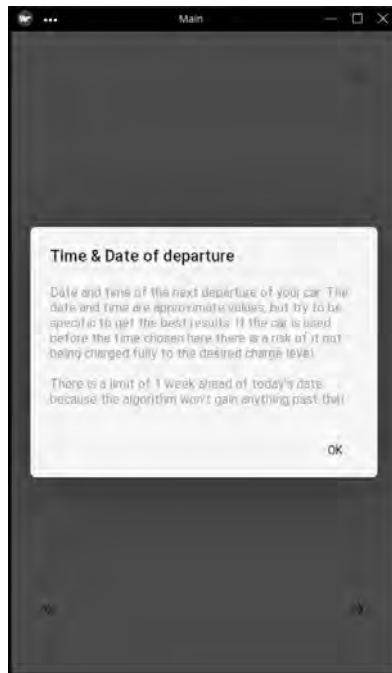 Main
Time & Date of departure
Date and time of the next departure of your car. The
date and time are approximate values, but try to be
specific to get the best results. If the car is used
before the time chosen here there is a risk of it not
being charged fully to the desired charge level.
There is a limit of 1 week ahead of today's date
because the algorithm won't gain anything past that
OK